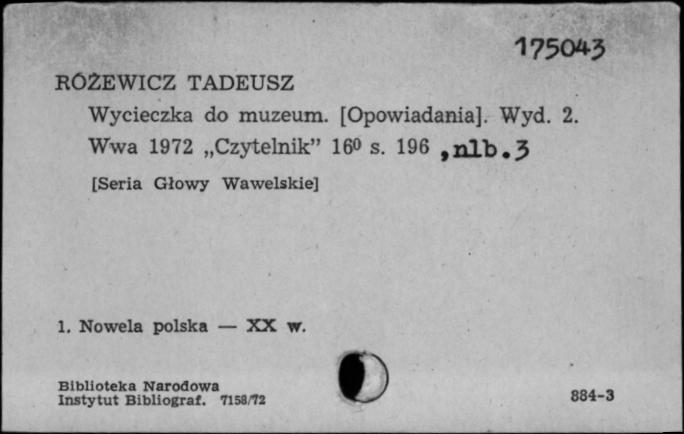 175043
RÓŻEWICZ TADEUSZ
Wycieczka do muzeum. [Opowiadania]. Wyd. 2.
Wwa 1972 „Czytelnik” 16⁰ s. 196 , nlb. 3
[Seria Głowy Wawelskie]
1. Nowela polska — XX w.
Biblioteka Narodowa
Instytut Bibliograf. 7158/72
884-3